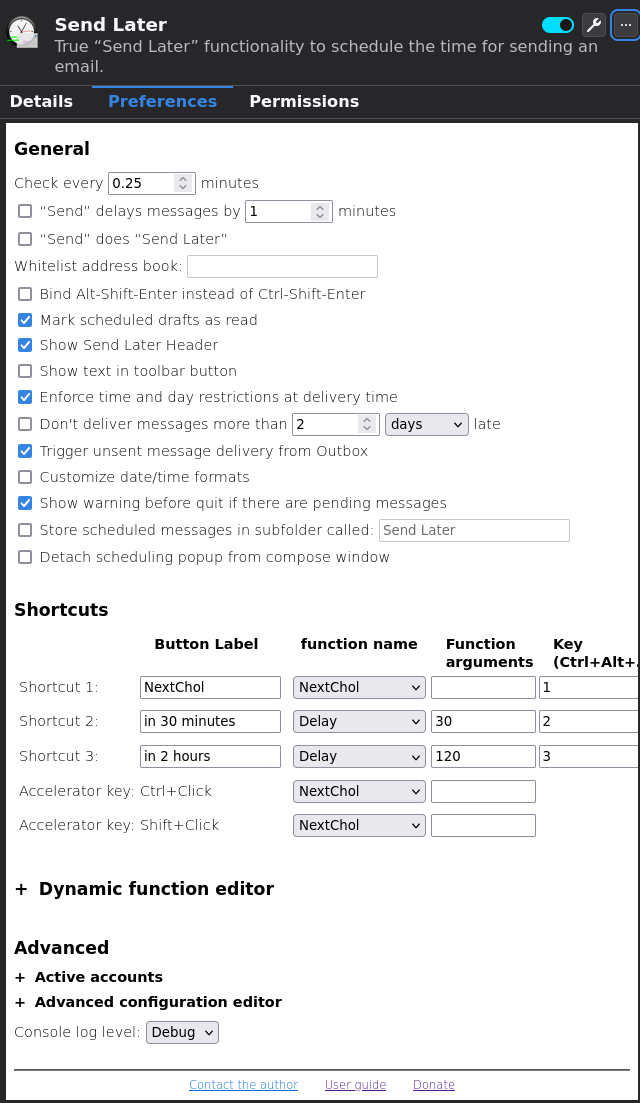 Send Later
True “Send Later” functionality to schedule the time for sending an
email.
Details Preferences Permissions
General
Check every 0.25 minutes
“Send” delays messages by 1 minutes
“Send” does “Send Later”
Whitelist address book:
Bind Alt-Shift-Enter instead of Ctrl-Shift-Enter
Mark scheduled drafts as read
Show Send Later Header
Show text in toolbar button
Enforce time and day restrictions at delivery time
Don't deliver messages more than 2 days late
Trigger unsent message delivery from Outbox
Customize date/time formats
Show warning before quit if there are pending messages
Store scheduled messages in subfolder called: Send Later
Detach scheduling popup from compose window
Shortcuts
Button Label function name Function arguments Key (Ctrl+Alt+
Shortcut 1: NextChol NextChol 1
Shortcut 2: in 30 minutes Delay 30 2
Shortcut 3: in 2 hours Delay 120 3
Accelerator key: Ctrl+Click NextChol
Accelerator key: Shift+Click NextChol
+ Dynamic function editor
Advanced
+ Active accounts
+ Advanced configuration editor
Console log level: Debug
Contact the author User guide Donate